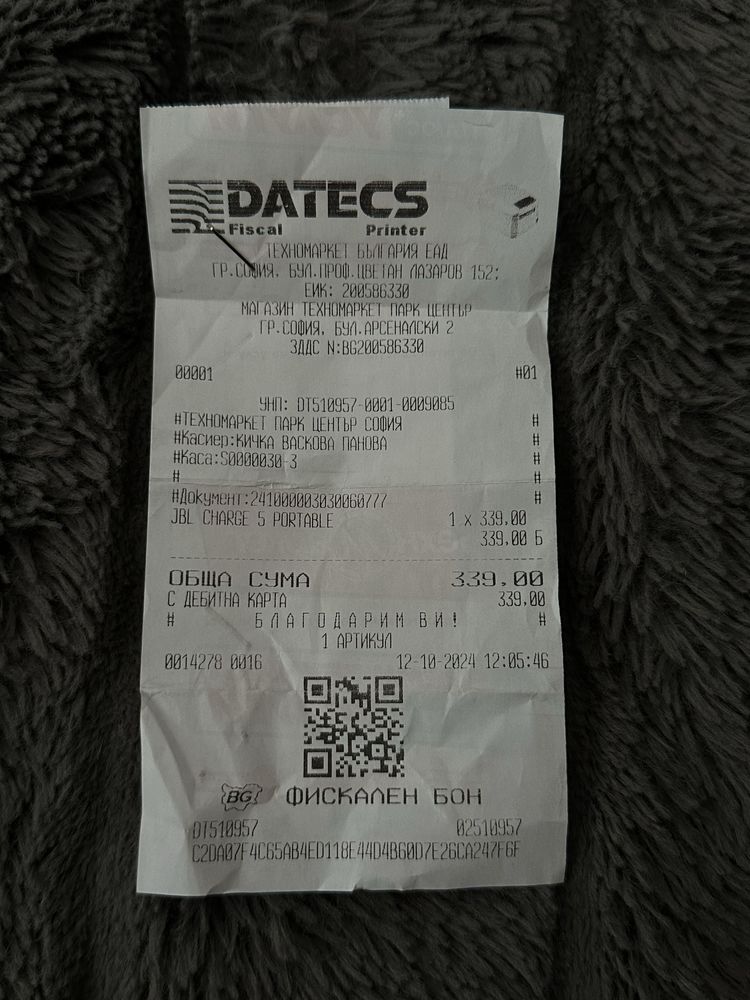 DATECS
Fiscal Printer
ТЕХНОМАРКЕТ БЪЛГАРИЯ ЕАД
ГР.СОФИЯ, БУЛ.ПРОФ.ЦВЕТАН ЛАЗАРОВ 152;
ЕИК: 200586330
МАГАЗИН ТЕХНОМАРКЕТ ПАРК ЦЕНТЪР
ГР.СОФИЯ, БУЛ.АРСЕНАЛСКИ 2
ЗДДС N:BG200586330
00001 #01
УНП: DT510957-0001-0009085
#ТЕХНОМАРКЕТ ПАРК ЦЕНТЪР СОФИЯ #
#Касиер:КИЧКА ВАСКОВА ПАНОВА #
#Каса:S0000030-3 #
# #
#Документ:241000003030060777 #
JBL CHARGE 5 PORTABLE 1 x 339,00
339,00 Б
ОБЩА СУМА 339,00
С ДЕБИТНА КАРТА 339,00
# БЛАГОДАРИМ ВИ! #
1 АРТИКУЛ
0014278 0016 12-10-2024 12:05:46
BG ФИСКАЛЕН БОН
DT510957 02510957
C2DA07F4C65AB4ED118E44D4B60D7E26CA247F6F